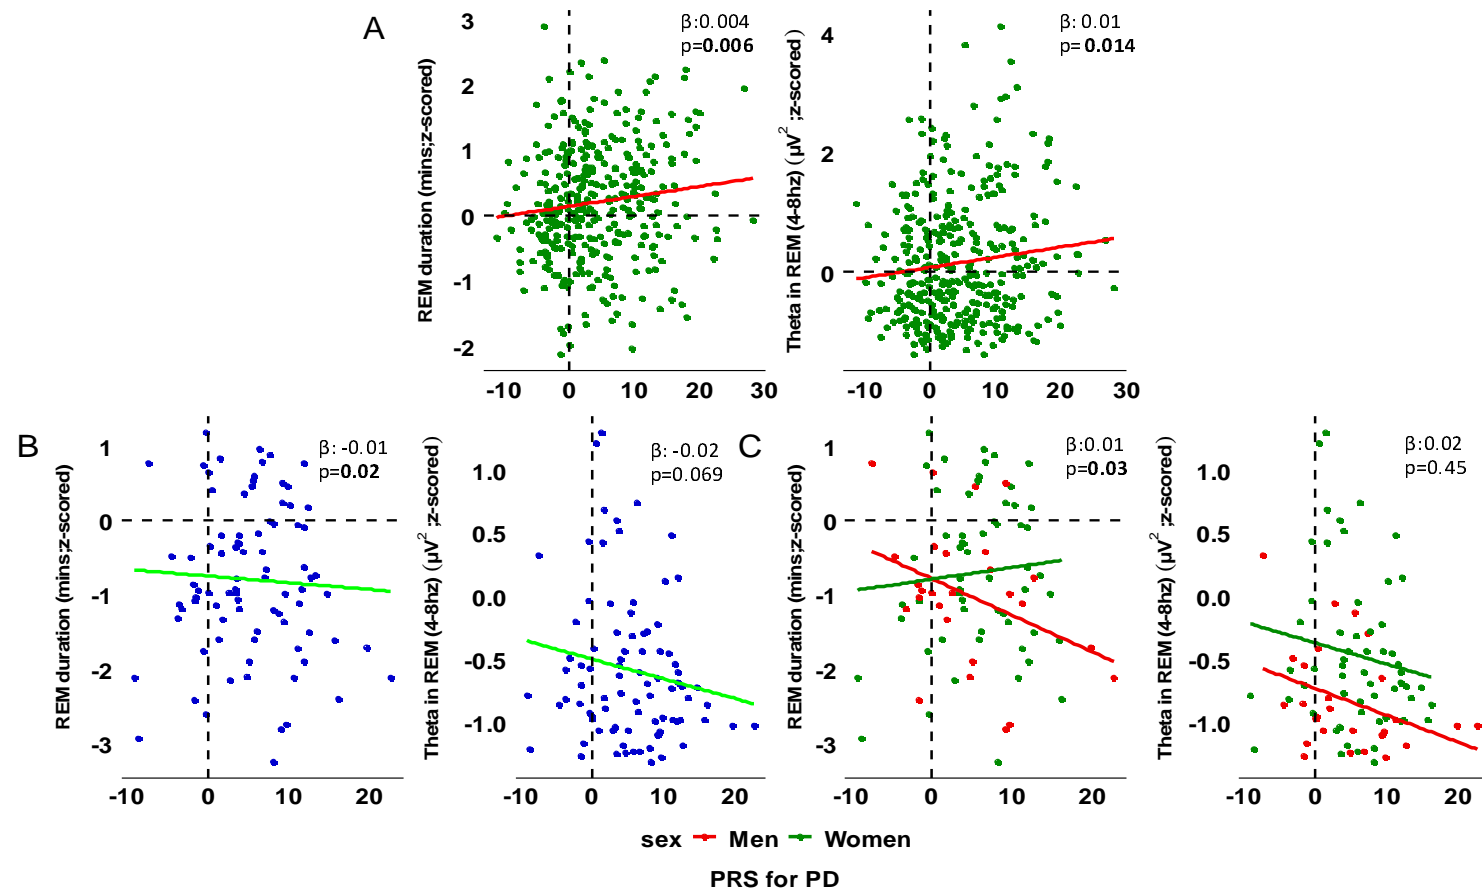 A
REM duration (mins;z-scored)
3
2
1
0
-1
-2
β:0.004
p=0.006
-10 0 10 20 30
Theta in REM (4-8hz) (μV² ;z-scored)
4
2
0
β: 0.01
p=0.014
-10 0 10 20 30
B
REM duration (mins;z-scored)
1
0
-1
-2
-3
β: -0.01
p=0.02
-10 0 10 20
Theta in REM (4-8hz) (μV² ;z-scored)
1.0
0.5
0.0
-0.5
-1.0
β: -0.02
p=0.069
-10 0 10 20
C
REM duration (mins;z-scored)
1
0
-1
-2
-3
β:0.01
p=0.03
-10 0 10 20
Theta in REM (4-8hz) (μV² ;z-scored)
1.0
0.5
0.0
-0.5
-1.0
β:0.02
p=0.45
-10 0 10 20
sex Men Women
PRS for PD